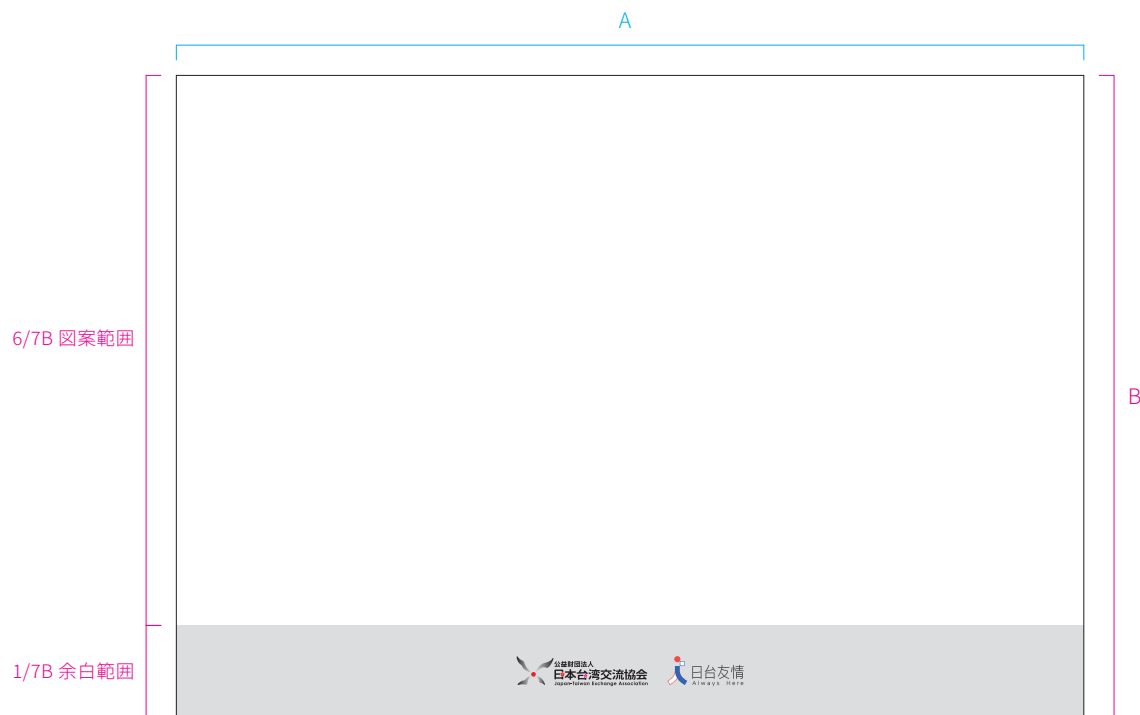 A
6/7B 図案範囲
B
1/7B 余白範囲
公益財団法人
日本台湾交流協会
Japan-Taiwan Exchange Association
日台友情
Always Here